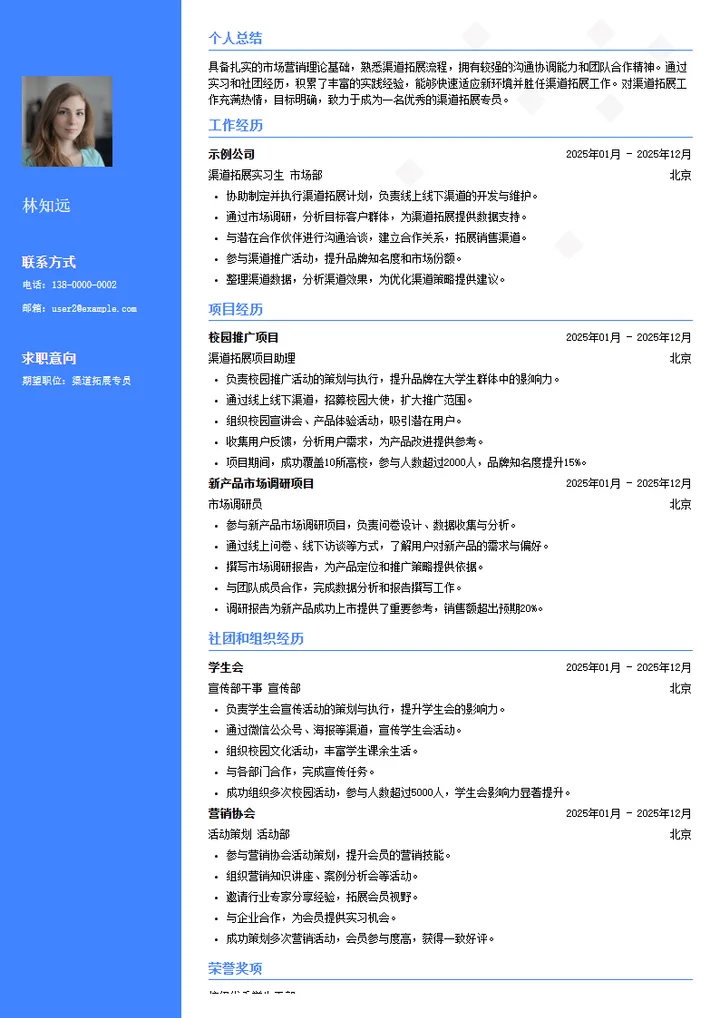 林知远
联系方式
电话：138-0000-0002
邮箱：user2@example.com
求职意向
期望职位：渠道拓展专员
个人总结
具备扎实的市场营销理论基础，熟悉渠道拓展流程，拥有较强的沟通协调能力和团队合作精神。通过
实习和社团经历，积累了丰富的实践经验，能够快速适应新环境并胜任渠道拓展工作。对渠道拓展工
作充满热情，目标明确，致力于成为一名优秀的渠道拓展专员。
工作经历
示例公司 2025年01月 - 2025年12月
渠道拓展实习生 市场部 北京
• 协助制定并执行渠道拓展计划，负责线上线下渠道的开发与维护。
• 通过市场调研，分析目标客户群体，为渠道拓展提供数据支持。
• 与潜在合作伙伴进行沟通洽谈，建立合作关系，拓展销售渠道。
• 参与渠道推广活动，提升品牌知名度和市场份额。
• 整理渠道数据，分析渠道效果，为优化渠道策略提供建议。
项目经历
校园推广项目 2025年01月 - 2025年12月
渠道拓展项目助理 北京
• 负责校园推广活动的策划与执行，提升品牌在大学生群体中的影响力。
• 通过线上线下渠道，招募校园大使，扩大推广范围。
• 组织校园宣讲会、产品体验活动，吸引潜在用户。
• 收集用户反馈，分析用户需求，为产品改进提供参考。
• 项目期间，成功覆盖10所高校，参与人数超过2000人，品牌知名度提升15%。
新产品市场调研项目 2025年01月 - 2025年12月
市场调研员 北京
• 参与新产品市场调研项目，负责问卷设计、数据收集与分析。
• 通过线上问卷、线下访谈等方式，了解用户对新产品的需求与偏好。
• 撰写市场调研报告，为产品定位和推广策略提供依据。
• 与团队成员合作，完成数据分析和报告撰写工作。
• 调研报告为新产品成功上市提供了重要参考，销售额超出预期20%。
社团和组织经历
学生会 2025年01月 - 2025年12月
宣传部干事 宣传部 北京
• 负责学生会宣传活动的策划与执行，提升学生会的影响力。
• 通过微信公众号、海报等渠道，宣传学生会活动。
• 组织校园文化活动，丰富学生课余生活。
• 与各部门合作，完成宣传任务。
• 成功组织多次校园活动，参与人数超过5000人，学生会影响力显著提升。
营销协会 2025年01月 - 2025年12月
活动策划 活动部 北京
• 参与营销协会活动策划，提升会员的营销技能。
• 组织营销知识讲座、案例分析会等活动。
• 邀请行业专家分享经验，拓展会员视野。
• 与企业合作，为会员提供实习机会。
• 成功策划多次营销活动，会员参与度高，获得一致好评。
荣誉奖项